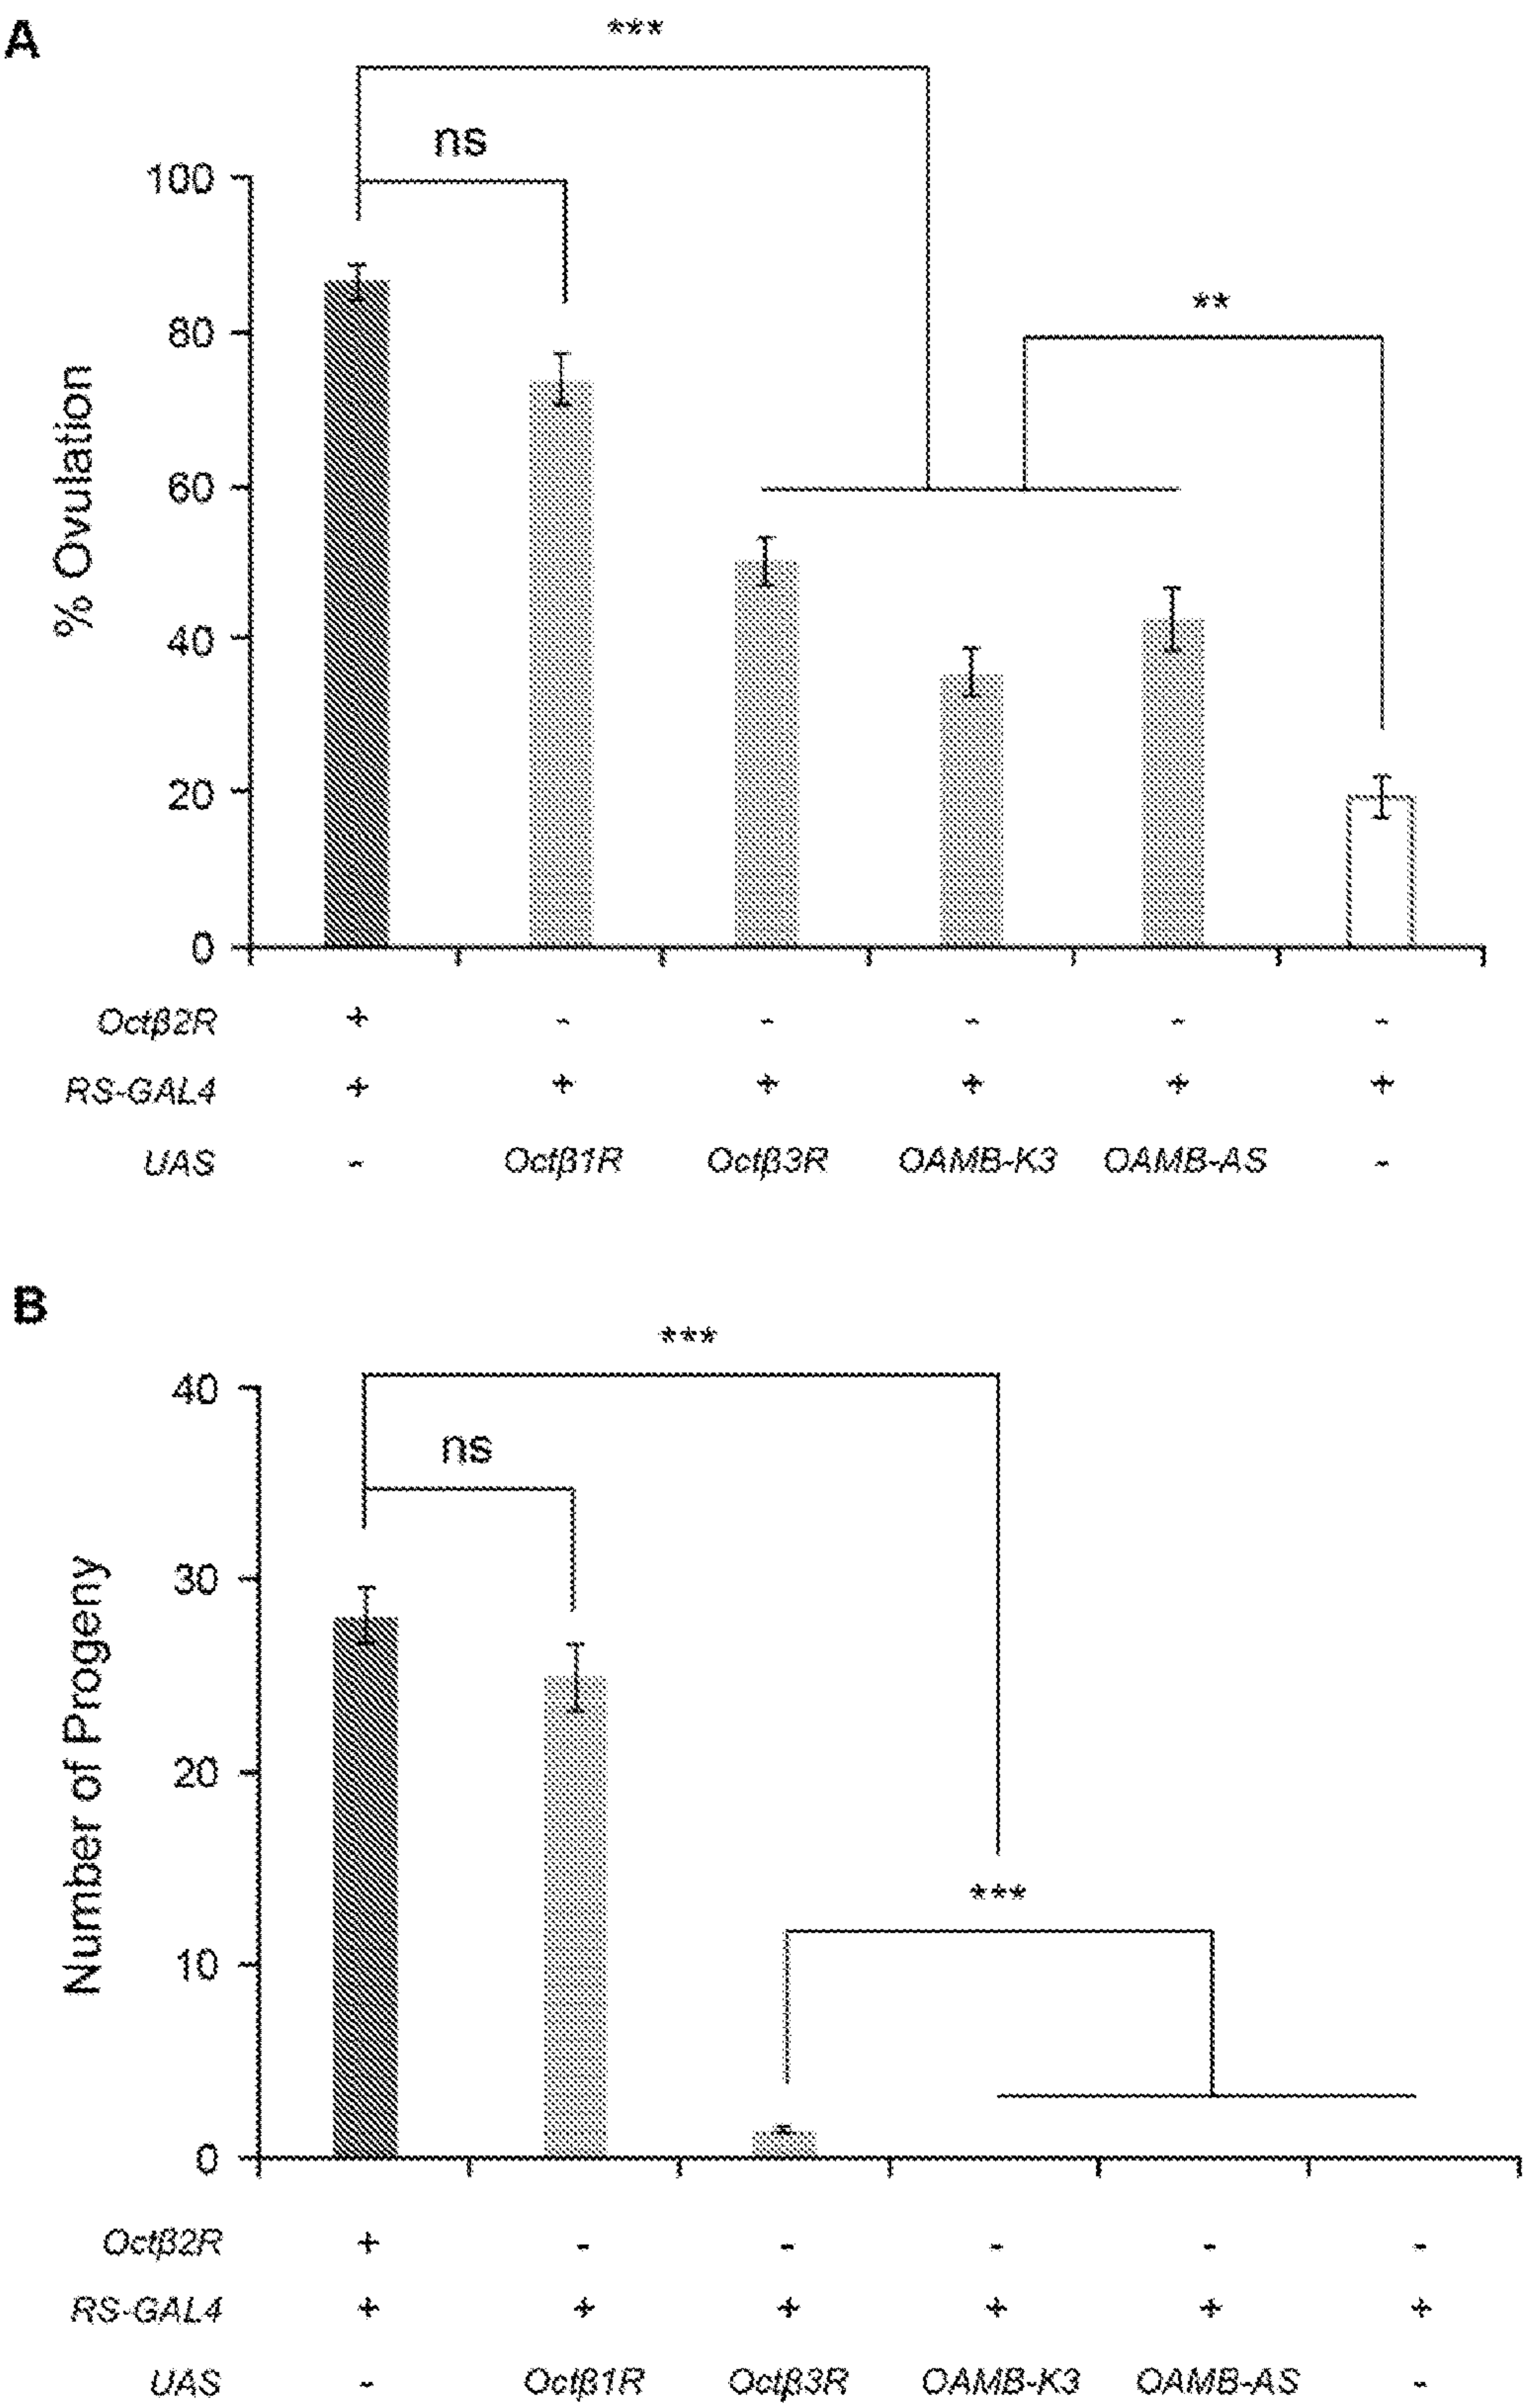 A
***
ns
100
**
80
60
40
20
0
% Ovulation
Octβ2R + - - - - -
RS-GAL4 + + + + + +
UAS - Octβ1R Octβ3R OAMB-K3 OAMB-AS -
B
***
40
ns
30
20
***
10
0
Number of Progeny
Octβ2R + - - - - -
RS-GAL4 + + + + + +
UAS - Octβ1R Octβ3R OAMB-K3 OAMB-AS -